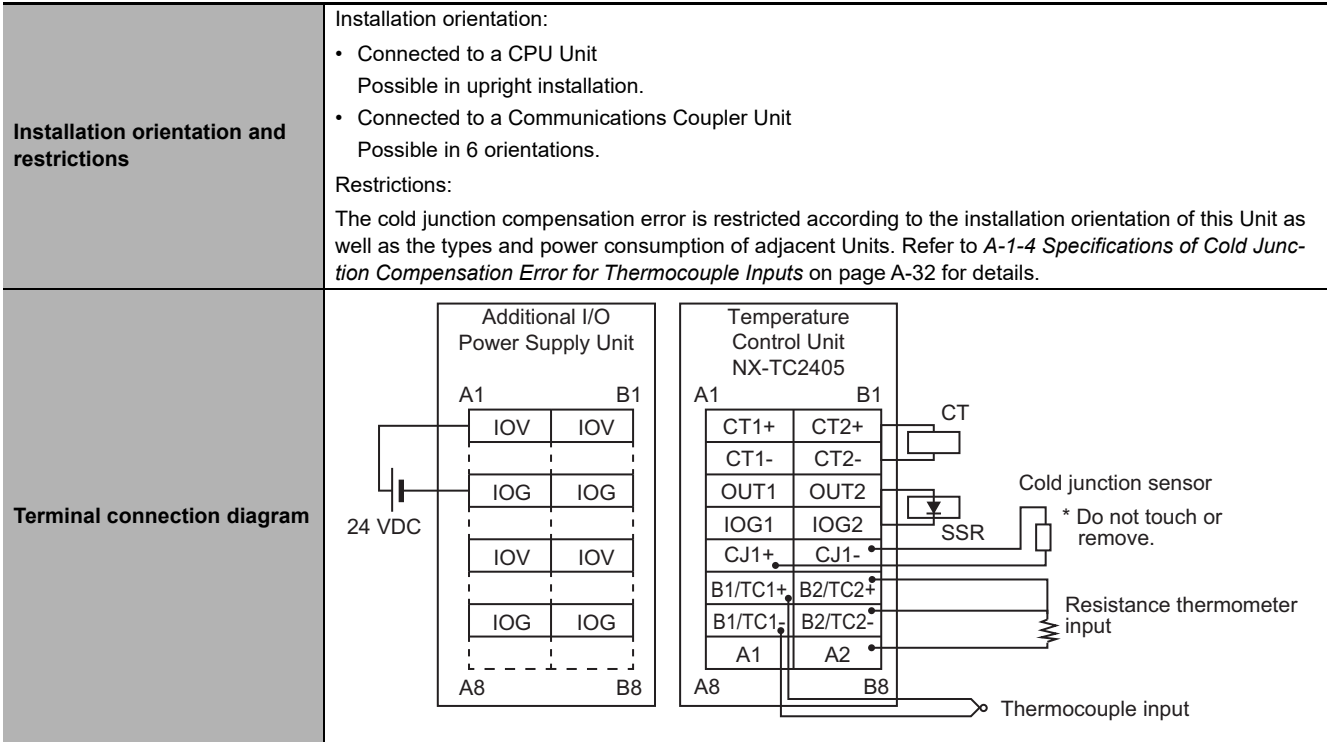 Installation orientation and
restrictions
Installation orientation:
• Connected to a CPU Unit
Possible in upright installation.
• Connected to a Communications Coupler Unit
Possible in 6 orientations.
Restrictions:
The cold junction compensation error is restricted according to the installation orientation of this Unit as
well as the types and power consumption of adjacent Units. Refer to A-1-4 Specifications of Cold Junc-
tion Compensation Error for Thermocouple Inputs on page A-32 for details.
Terminal connection diagram
Additional I/O
Power Supply Unit
A1 B1
IOV IOV
IOG IOG
IOV IOV
IOG IOG
A8 B8
24 VDC
Temperature
Control Unit
NX-TC2405
A1 B1
CT1+ CT2+
CT1- CT2-
OUT1 OUT2
IOG1 IOG2
CJ1+ CJ1-
B1/TC1+ B2/TC2+
B1/TC1- B2/TC2-
A1 A2
A8 B8
CT
SSR
Cold junction sensor
* Do not touch or
remove.
Resistance thermometer
input
Thermocouple input